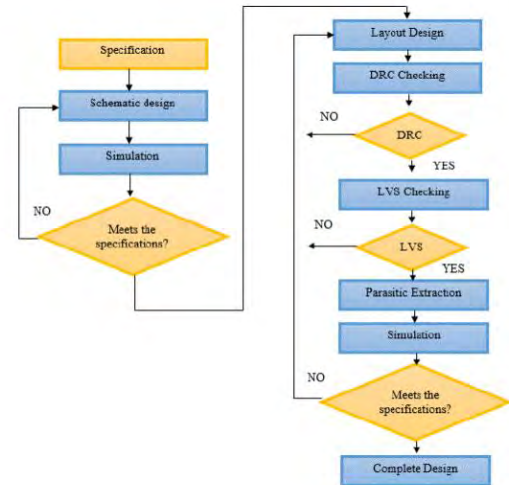 Specification
Schematic design
Simulation
NO
Meets the
specifications?
Layout Design
DRC Checking
NO
DRC
YES
LVS Checking
NO
LVS
YES
Parasitic Extraction
Simulation
NO
Meets the
specifications?
Complete Design